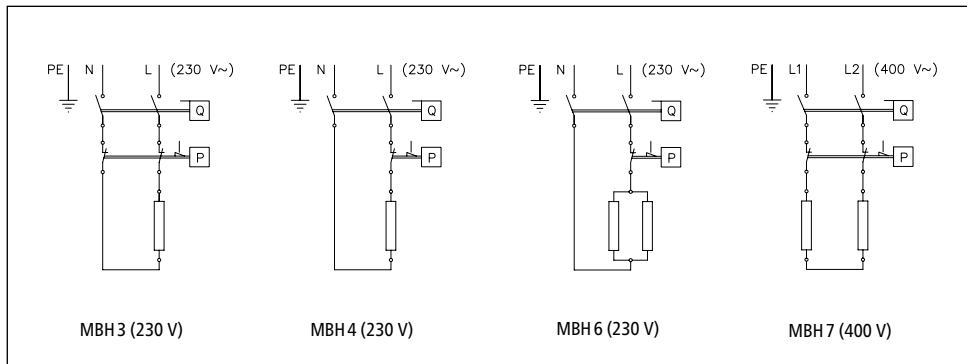 PE N L (230 V~)
Q
P
MBH 3 (230 V)
PE N L (230 V~)
Q
P
MBH 4 (230 V)
PE N L (230 V~)
Q
P
MBH 6 (230 V)
PE L1 L2 (400 V~)
Q
P
MBH 7 (400 V)